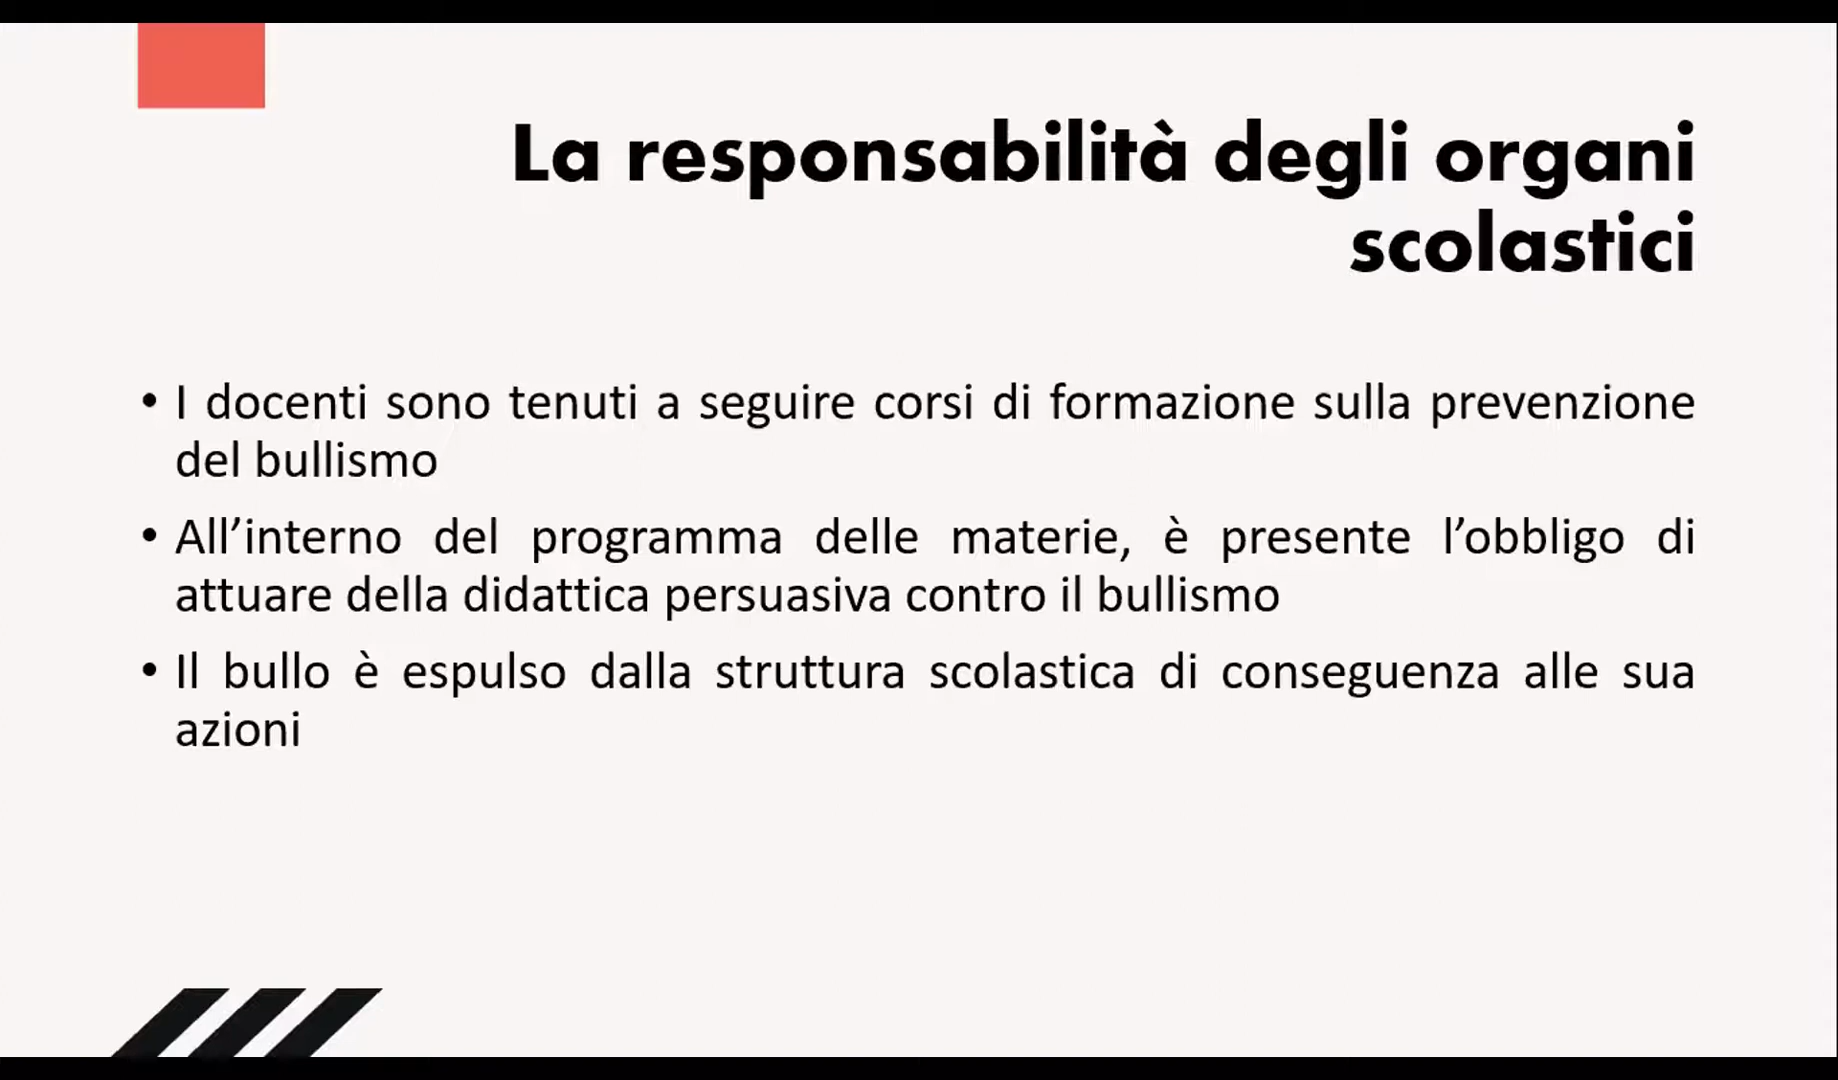 La responsabilità degli organi
scolastici
• I docenti sono tenuti a seguire corsi di formazione sulla prevenzione
del bullismo
• All’interno del programma delle materie, è presente l’obbligo di
attuare della didattica persuasiva contro il bullismo
• Il bullo è espulso dalla struttura scolastica di conseguenza alle sua
azioni